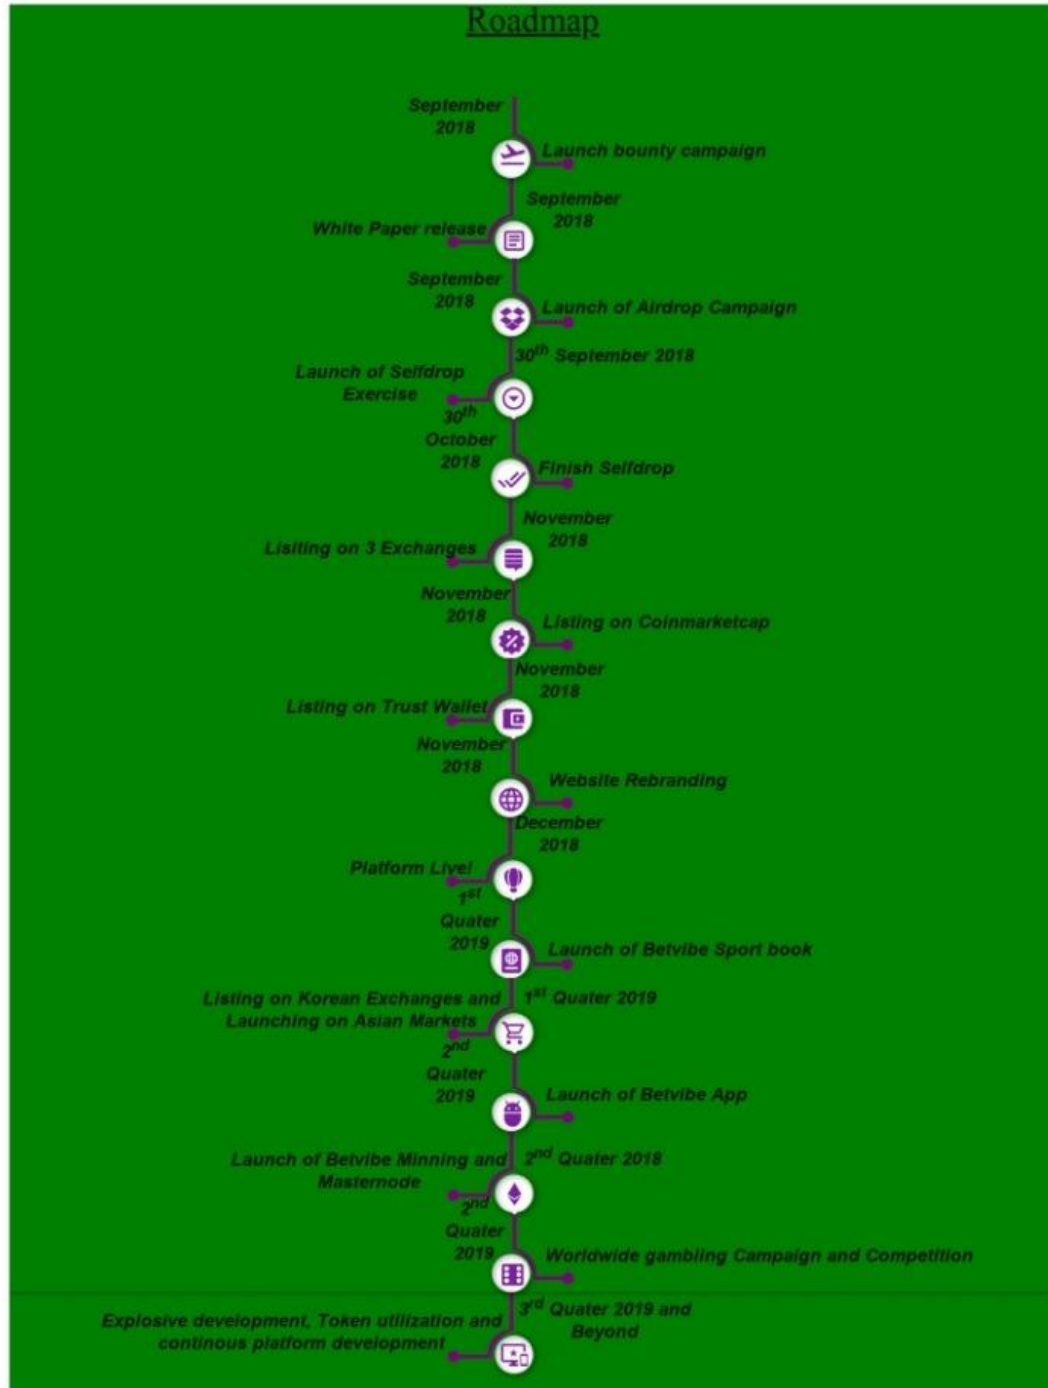 Roadmap
September
2018
Launch bounty campaign
September
2018
White Paper release
September
2018
Launch of Airdrop Campaign
30th September 2018
Launch of Selfdrop
Exercise
30th
October
2018
Finish Selfdrop
November
2018
Lisiting on 3 Exchanges
November
2018
Listing on Coinmarketcap
November
2018
Listing on Trust Wallet
November
2018
Website Rebranding
December
2018
Platform Live!
1st
Quater
2019
Launch of Betvibe Sport book
1st Quater 2019
Listing on Korean Exchanges and
Launching on Asian Markets
2nd
Quater
2019
Launch of Betvibe App
2nd Quater 2018
Launch of Betvibe Minning and
Masternode
2nd
Quater
2019
Worldwide gambling Campaign and Competition
3rd Quater 2019 and
Beyond
Explosive development, Token utilization and
continous platform development